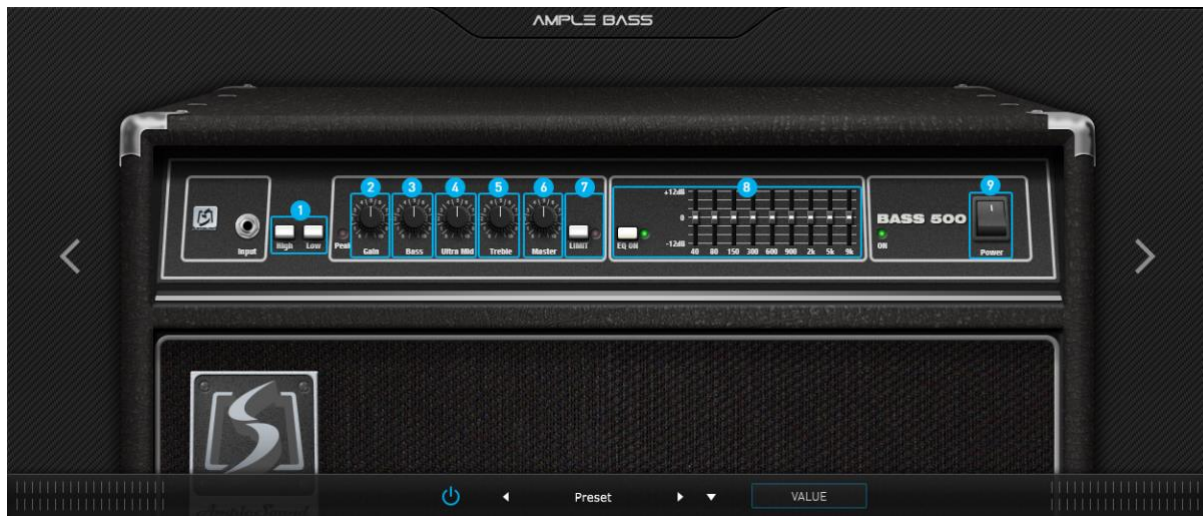 AMPLE BASS
1
High
Low
Input
2
3
4
5
6
7
Peak
Gain
Bass
Ultra Mid
Treble
Master
LIMIT
8
+12dB
0
-12dB
EQ ON
40 80 150 300 600 900 2k 5k 9k
BASS 500
ON
9
Power
Preset
VALUE